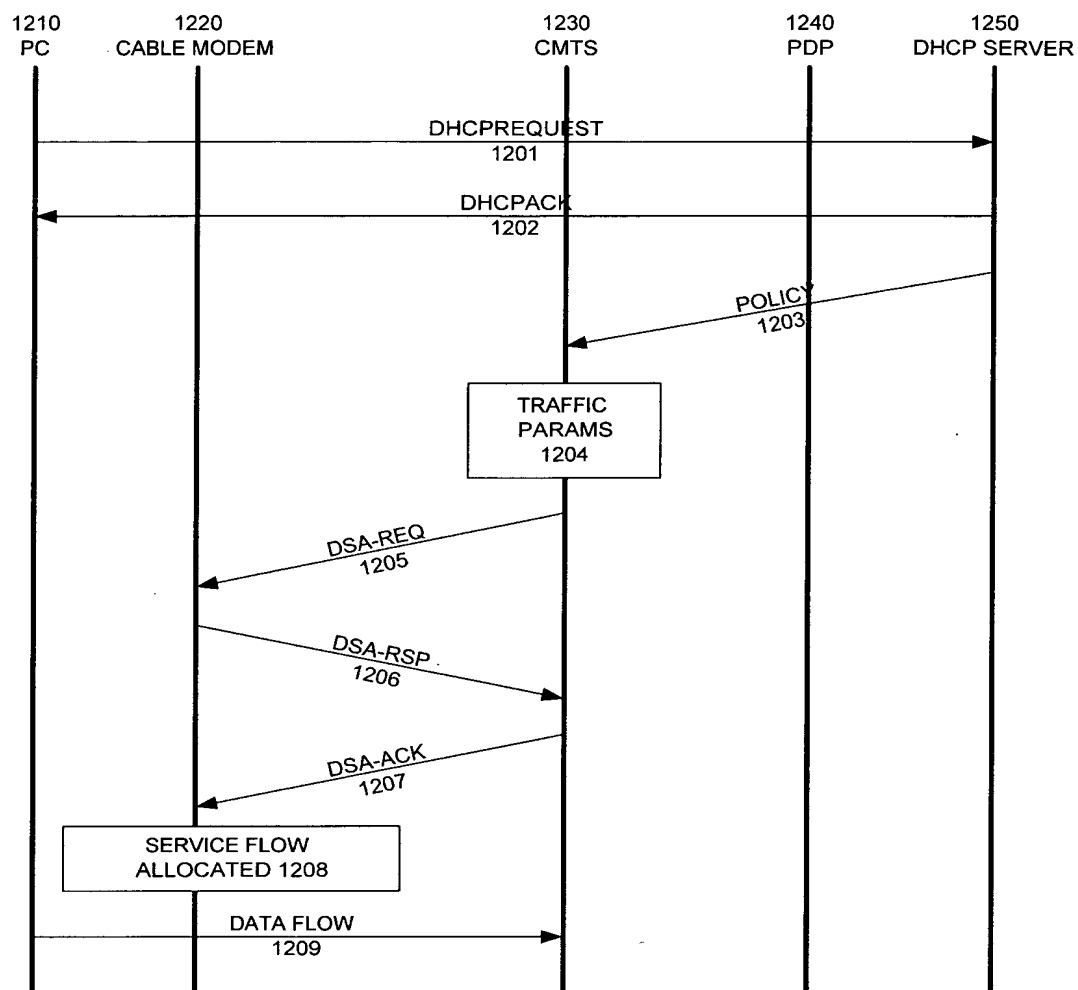 1210
PC
1220
CABLE MODEM
1230
CMTS
1240
PDP
1250
DHCP SERVER
DHCPREQUEST
1201
DHCPACK
1202
POLICY
1203
TRAFFIC
PARAMS
1204
DSA-REQ
1205
DSA-RSP
1206
DSA-ACK
1207
SERVICE FLOW
ALLOCATED 1208
DATA FLOW
1209